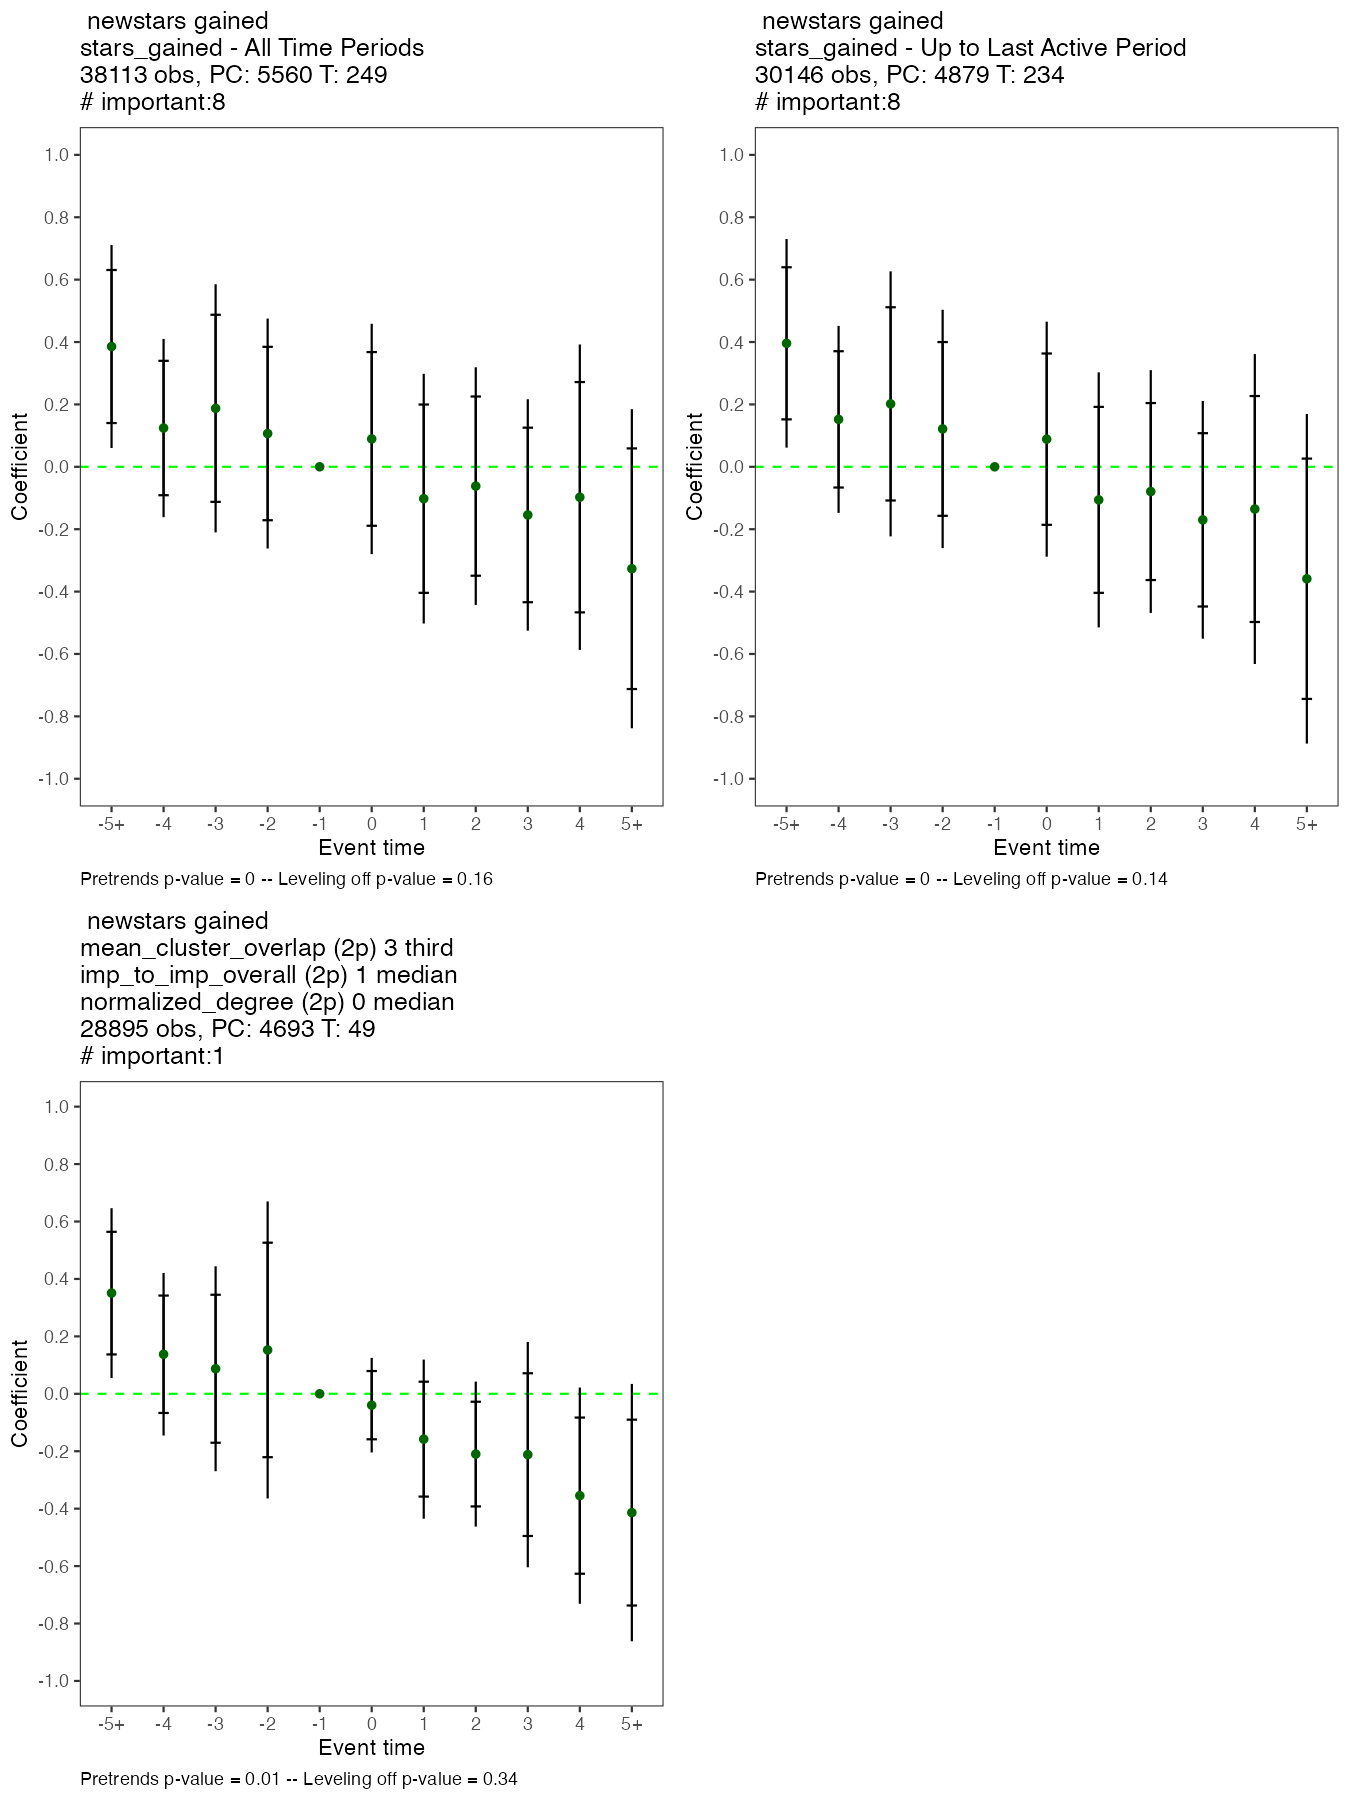 newstars gained
stars_gained - All Time Periods
38113 obs, PC: 5560 T: 249
# important:8
1.0
0.8
0.6
0.4
0.2
0.0
-0.2
-0.4
-0.6
-0.8
-1.0
Coefficient
-5+ -4 -3 -2 -1 0 1 2 3 4 5+
Event time
Pretrends p-value = 0 -- Leveling off p-value = 0.16
newstars gained
stars_gained - Up to Last Active Period
30146 obs, PC: 4879 T: 234
# important:8
1.0
0.8
0.6
0.4
0.2
0.0
-0.2
-0.4
-0.6
-0.8
-1.0
Coefficient
-5+ -4 -3 -2 -1 0 1 2 3 4 5+
Event time
Pretrends p-value = 0 -- Leveling off p-value = 0.14
newstars gained
mean_cluster_overlap (2p) 3 third
imp_to_imp_overall (2p) 1 median
normalized_degree (2p) 0 median
28895 obs, PC: 4693 T: 49
# important:1
1.0
0.8
0.6
0.4
0.2
0.0
-0.2
-0.4
-0.6
-0.8
-1.0
Coefficient
-5+ -4 -3 -2 -1 0 1 2 3 4 5+
Event time
Pretrends p-value = 0.01 -- Leveling off p-value = 0.34